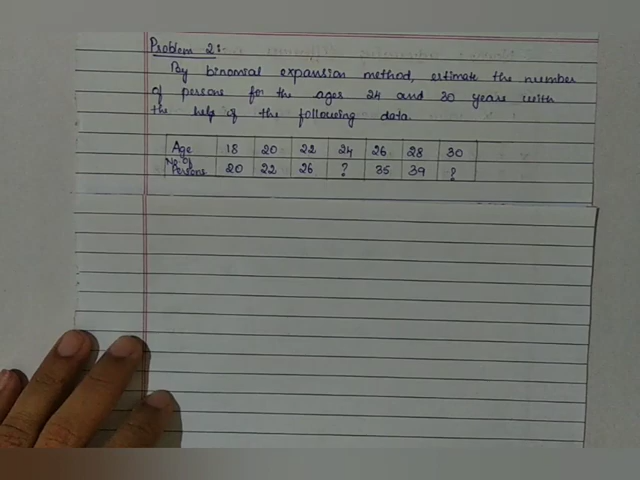 Problem 2:-
By binomial expansion method, estimate the number
of persons for the ages 24 and 30 years with
the help of the following data.
Age 18 20 22 24 26 28 30
No. of Persons 20 22 26 ? 35 39 ?